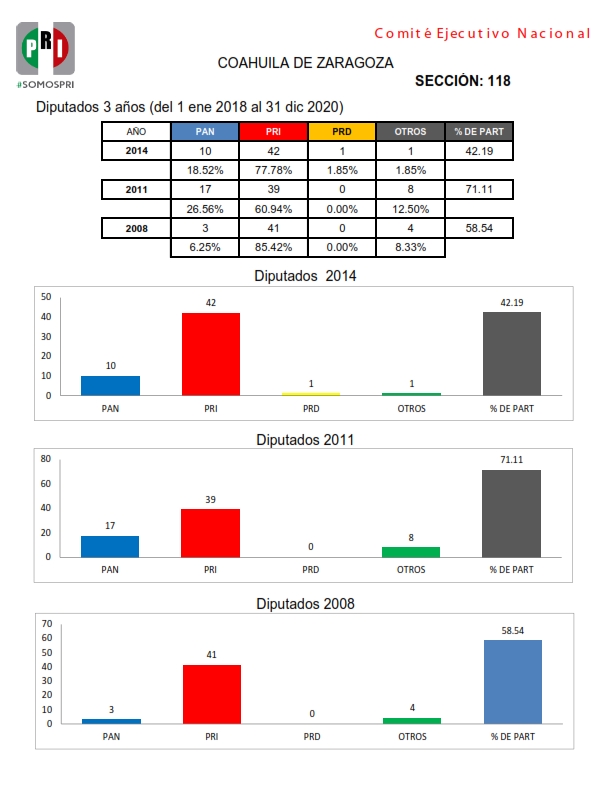 PRI
#SOMOSPRI
Comité Ejecutivo Nacional
COAHUILA DE ZARAGOZA
SECCIÓN: 118
Diputados 3 años (del 1 ene 2018 al 31 dic 2020)
AÑO PAN PRI PRD OTROS % DE PART
2014 10 42 1 1 42.19
18.52% 77.78% 1.85% 1.85%
2011 17 39 0 8 71.11
26.56% 60.94% 0.00% 12.50%
2008 3 41 0 4 58.54
6.25% 85.42% 0.00% 8.33%
Diputados 2014
50
40
30
20
10
0
10 42 1 1 42.19
PAN PRI PRD OTROS % DE PART
Diputados 2011
80
60
40
20
0
17 39 0 8 71.11
PAN PRI PRD OTROS % DE PART
Diputados 2008
70
60
50
40
30
20
10
0
3 41 0 4 58.54
PAN PRI PRD OTROS % DE PART